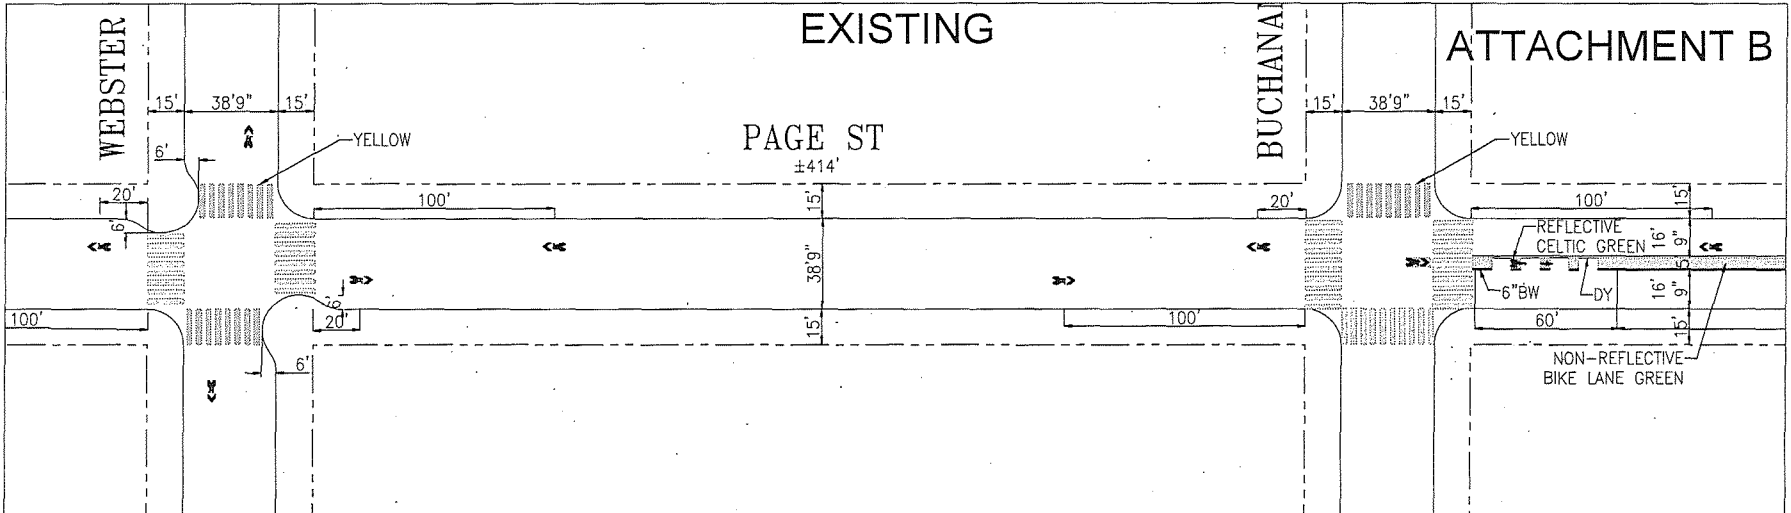 EXISTING
ATTACHMENT B
WEBSTER
BUCHANA
PAGE ST
±414'
15'
38'9"
15'
15'
38'9"
15'
YELLOW
YELLOW
6'
20'
6'
100'
15'
20'
100'
15'
REFLECTIVE
CELTIC GREEN
16'
9"
5'
16'
9"
38'9"
6"BW
DY
6'
20'
100'
15'
100'
60'
15'
6'
NON-REFLECTIVE
BIKE LANE GREEN